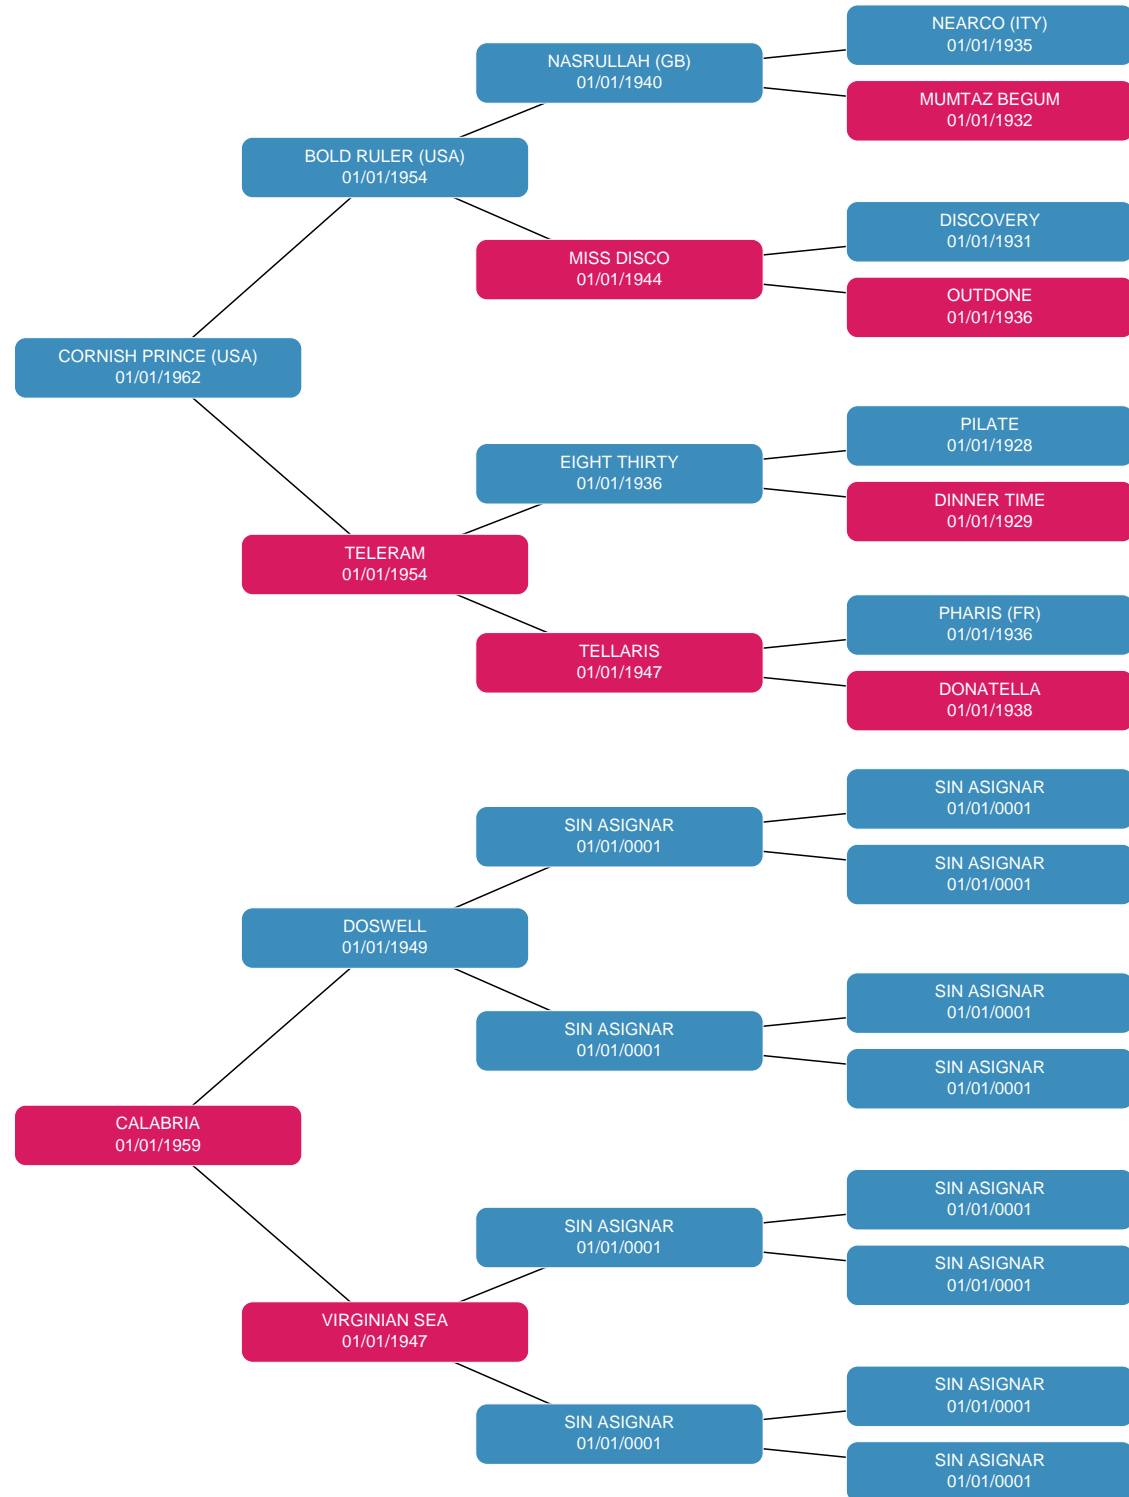 NEARCO (ITY)
01/01/1935
NASRULLAH (GB)
01/01/1940
MUMTAZ BEGUM
01/01/1932
BOLD RULER (USA)
01/01/1954
DISCOVERY
01/01/1931
MISS DISCO
01/01/1944
OUTDONE
01/01/1936
CORNISH PRINCE (USA)
01/01/1962
PILATE
01/01/1928
EIGHT THIRTY
01/01/1936
DINNER TIME
01/01/1929
TELERAM
01/01/1954
PHARIS (FR)
01/01/1936
TELLARIS
01/01/1947
DONATELLA
01/01/1938
SIN ASIGNAR
01/01/0001
SIN ASIGNAR
01/01/0001
SIN ASIGNAR
01/01/0001
DOSWELL
01/01/1949
SIN ASIGNAR
01/01/0001
SIN ASIGNAR
01/01/0001
SIN ASIGNAR
01/01/0001
CALABRIA
01/01/1959
SIN ASIGNAR
01/01/0001
SIN ASIGNAR
01/01/0001
SIN ASIGNAR
01/01/0001
VIRGINIAN SEA
01/01/1947
SIN ASIGNAR
01/01/0001
SIN ASIGNAR
01/01/0001
SIN ASIGNAR
01/01/0001